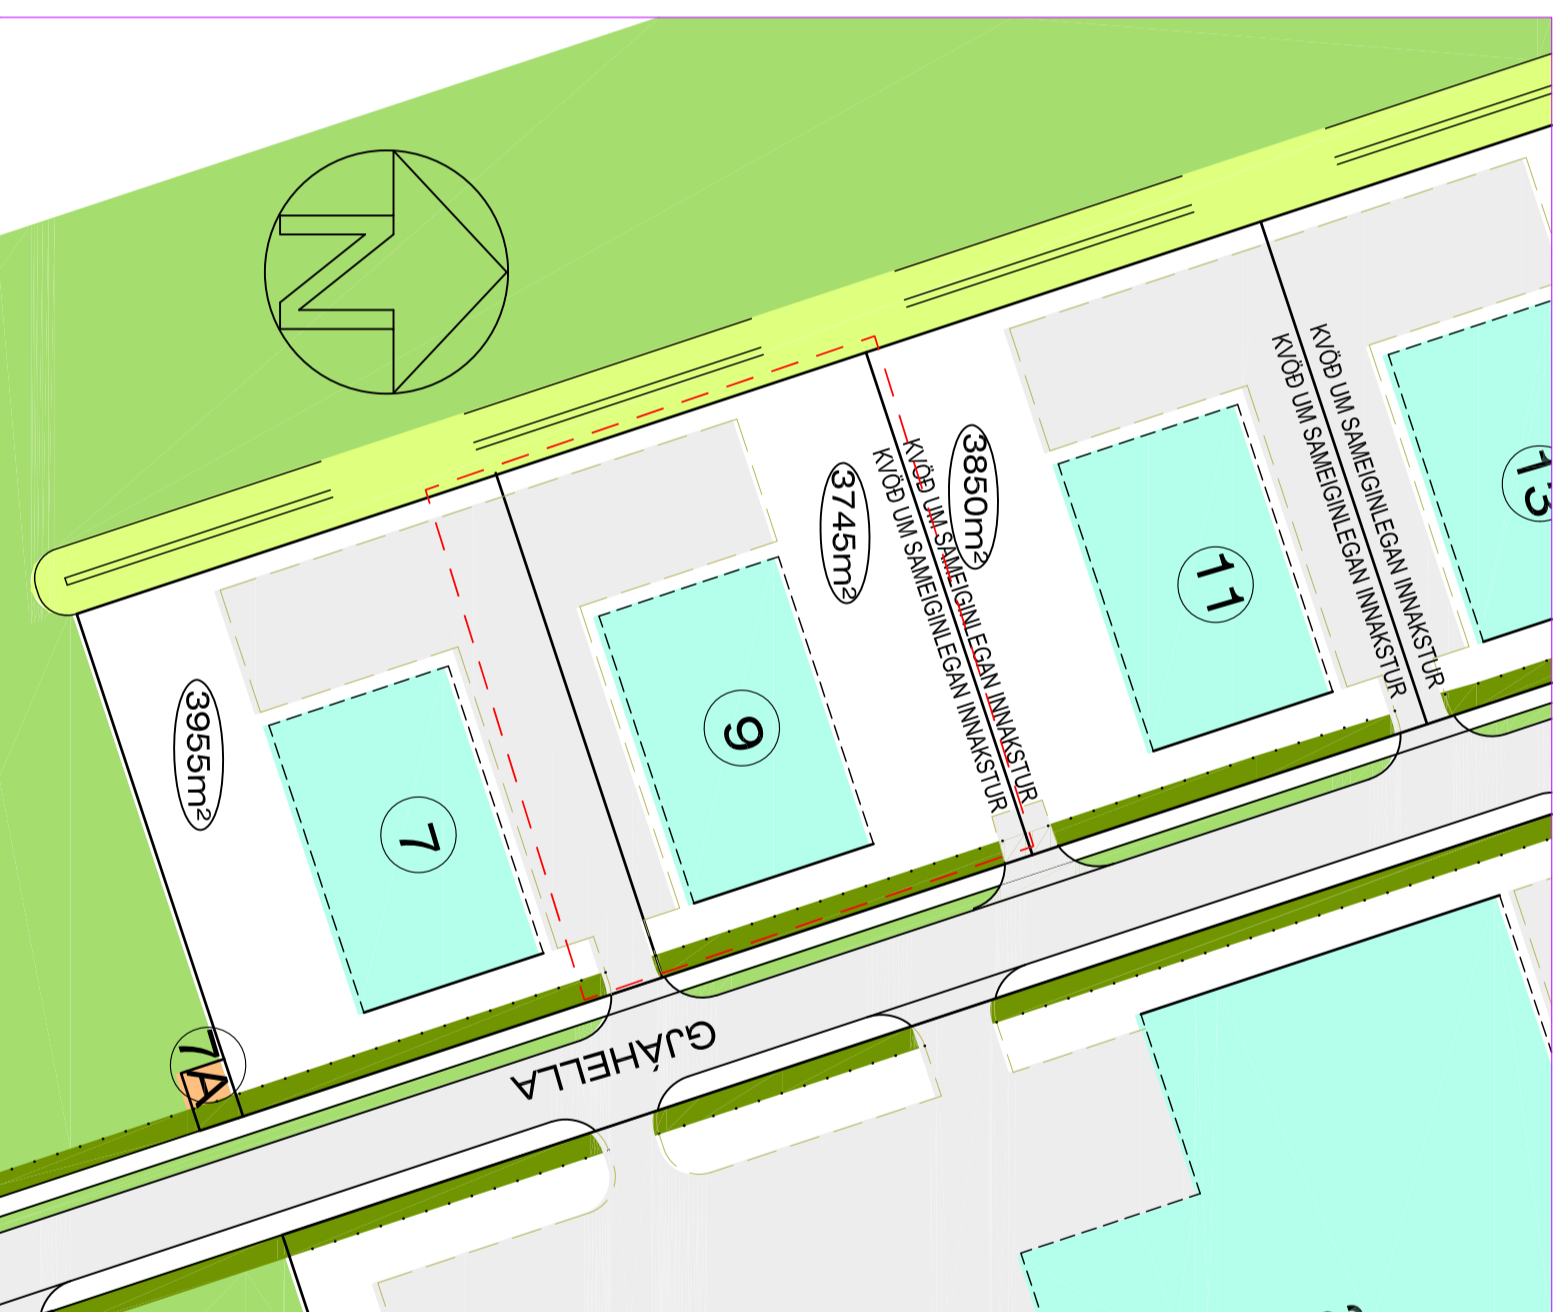 N
3955m²
7
7A
3745m²
9
KVÖÐ UM SAMEIGINLEGAN INNAKSTUR
KVÖÐ UM SAMEIGINLEGAN INNAKSTUR
3850m²
11
KVÖÐ UM SAMEIGINLEGAN INNAKSTUR
KVÖÐ UM SAMEIGINLEGAN INNAKSTUR
13
GJÁHELLA